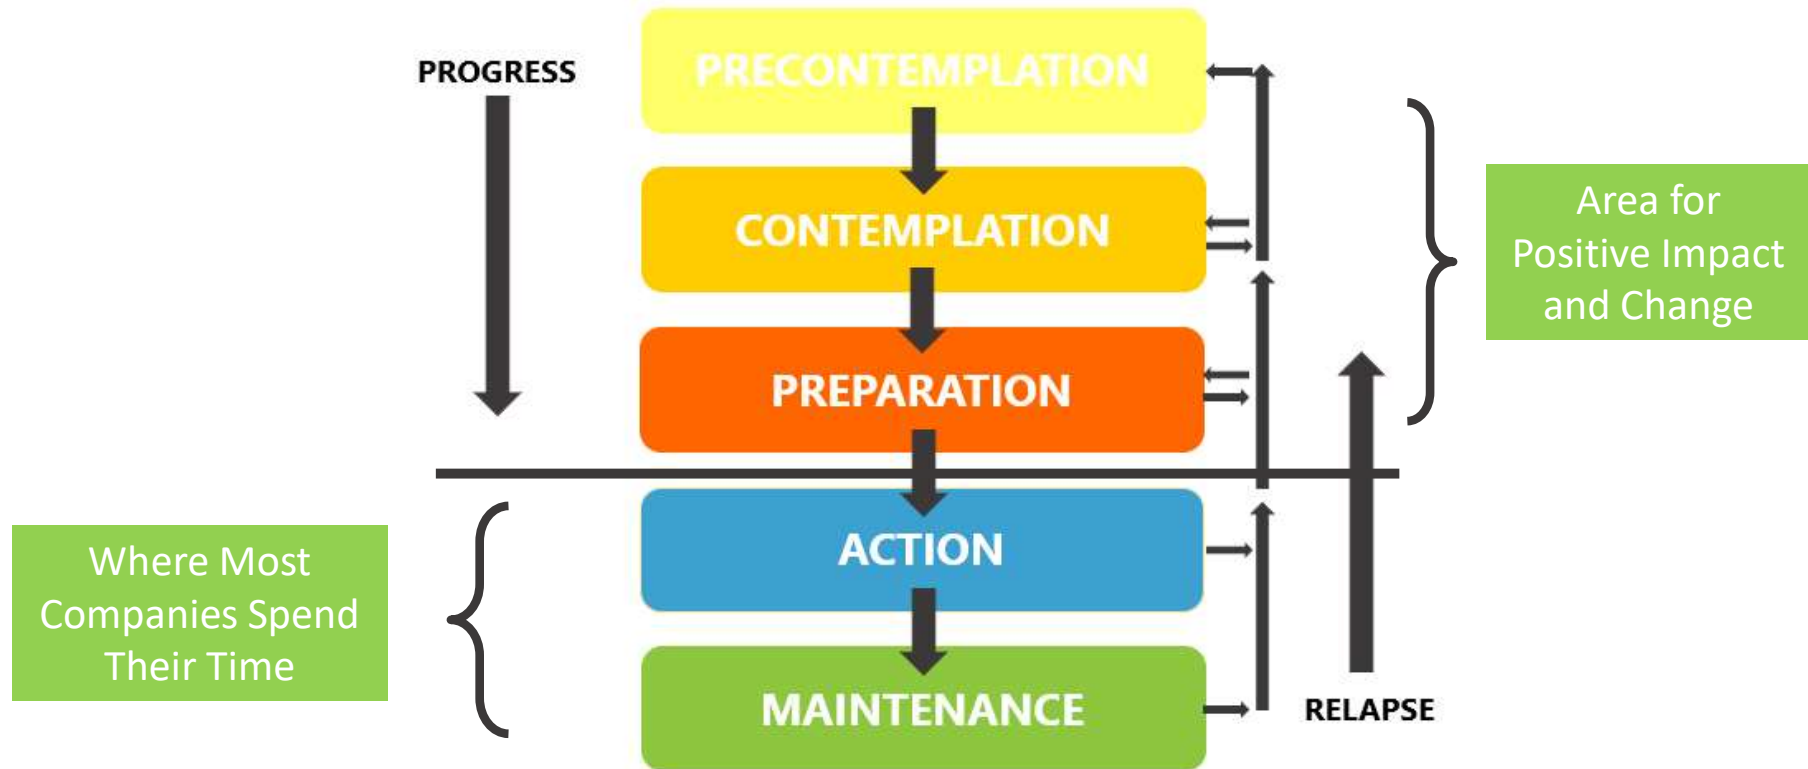 PROGRESS
PRECONTEMPLATION
CONTEMPLATION
PREPARATION
ACTION
MAINTENANCE
RELAPSE
Area for
Positive Impact
and Change
Where Most
Companies Spend
Their Time